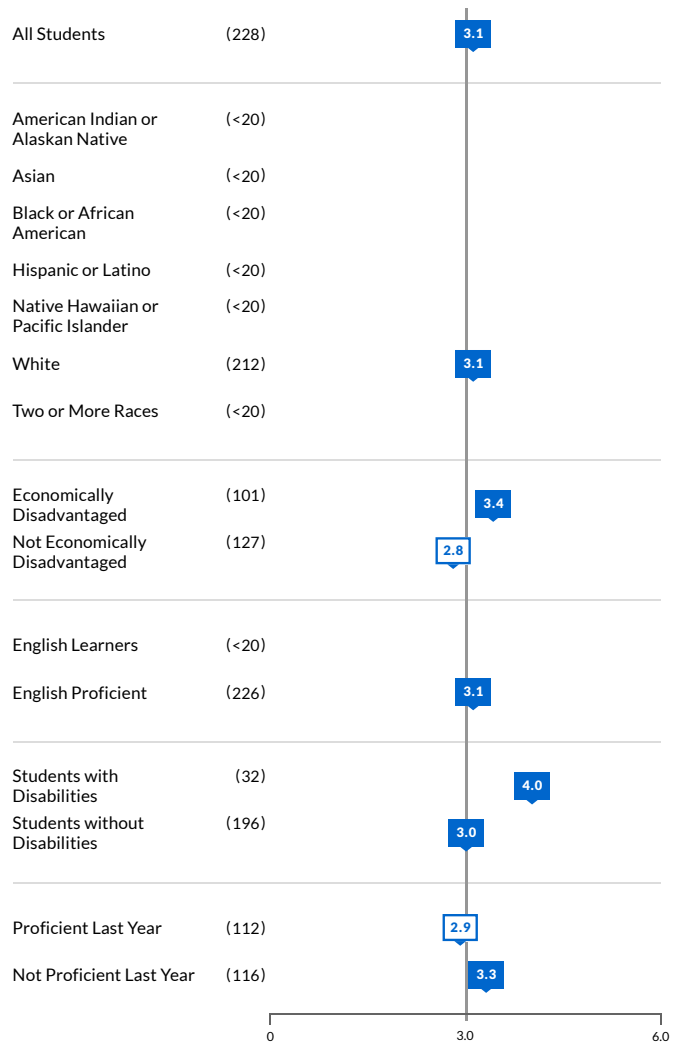 All Students (228) 3.1
American Indian or (<20)
Alaskan Native
Asian (<20)
Black or African (<20)
American
Hispanic or Latino (<20)
Native Hawaiian or (<20)
Pacific Islander
White (212) 3.1
Two or More Races (<20)
Economically (101) 3.4
Disadvantaged
Not Economically (127) 2.8
Disadvantaged
English Learners (<20)
English Proficient (226) 3.1
Students with (32) 4.0
Disabilities
Students without (196) 3.0
Disabilities
Proficient Last Year (112) 2.9
Not Proficient Last Year (116) 3.3
0 3.0 6.0